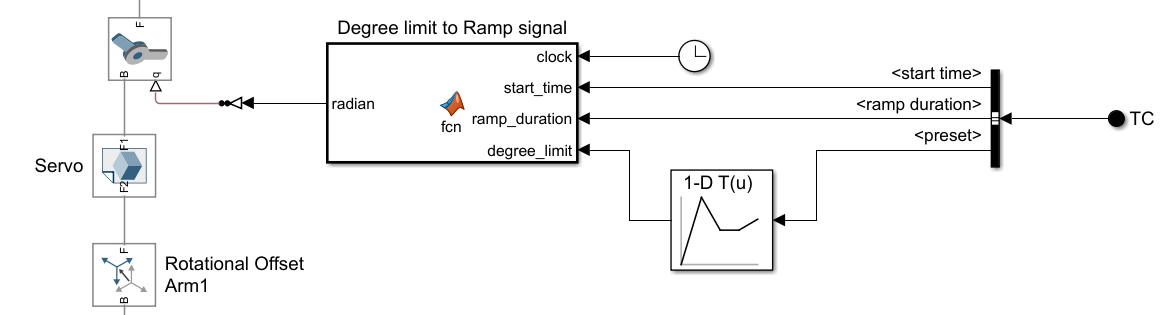 F
Degree limit to Ramp signal
clock
<start time>
B
q
start_time
radian
fcn
ramp_duration
<ramp duration>
TC
degree_limit
<preset>
F1
Servo
F2
1-D T(u)
F
Rotational Offset
Arm1
B